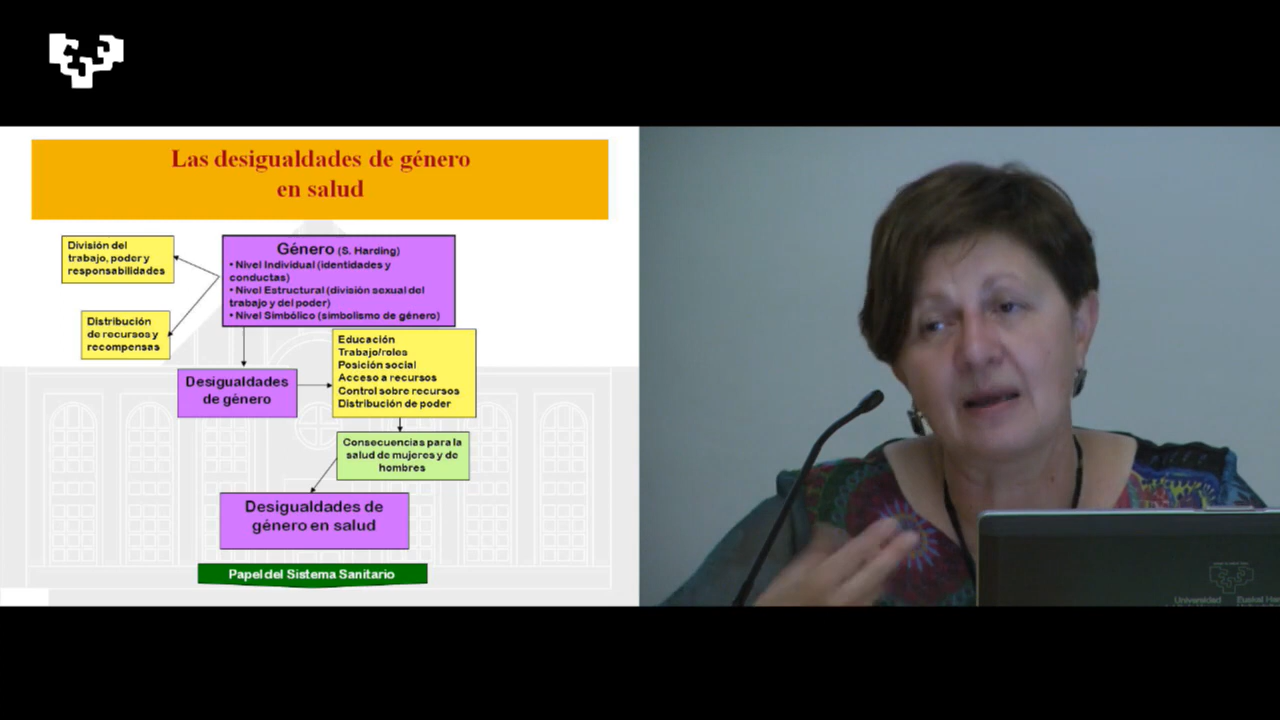 Las desigualdades de género
en salud
División del
trabajo, poder y
responsabilidades
Género (S. Harding)
• Nivel Individual (identidades y
conductas)
• Nivel Estructural (división sexual del
trabajo y del poder)
• Nivel Simbólico (simbolismo de género)
Distribución
de recursos y
recompensas
Educación
Trabajo/roles
Posición social
Acceso a recursos
Control sobre recursos
Distribución de poder
Desigualdades
de género
Consecuencias para la
salud de mujeres y de
hombres
Desigualdades de
género en salud
Papel del Sistema Sanitario
Universidad Euskal